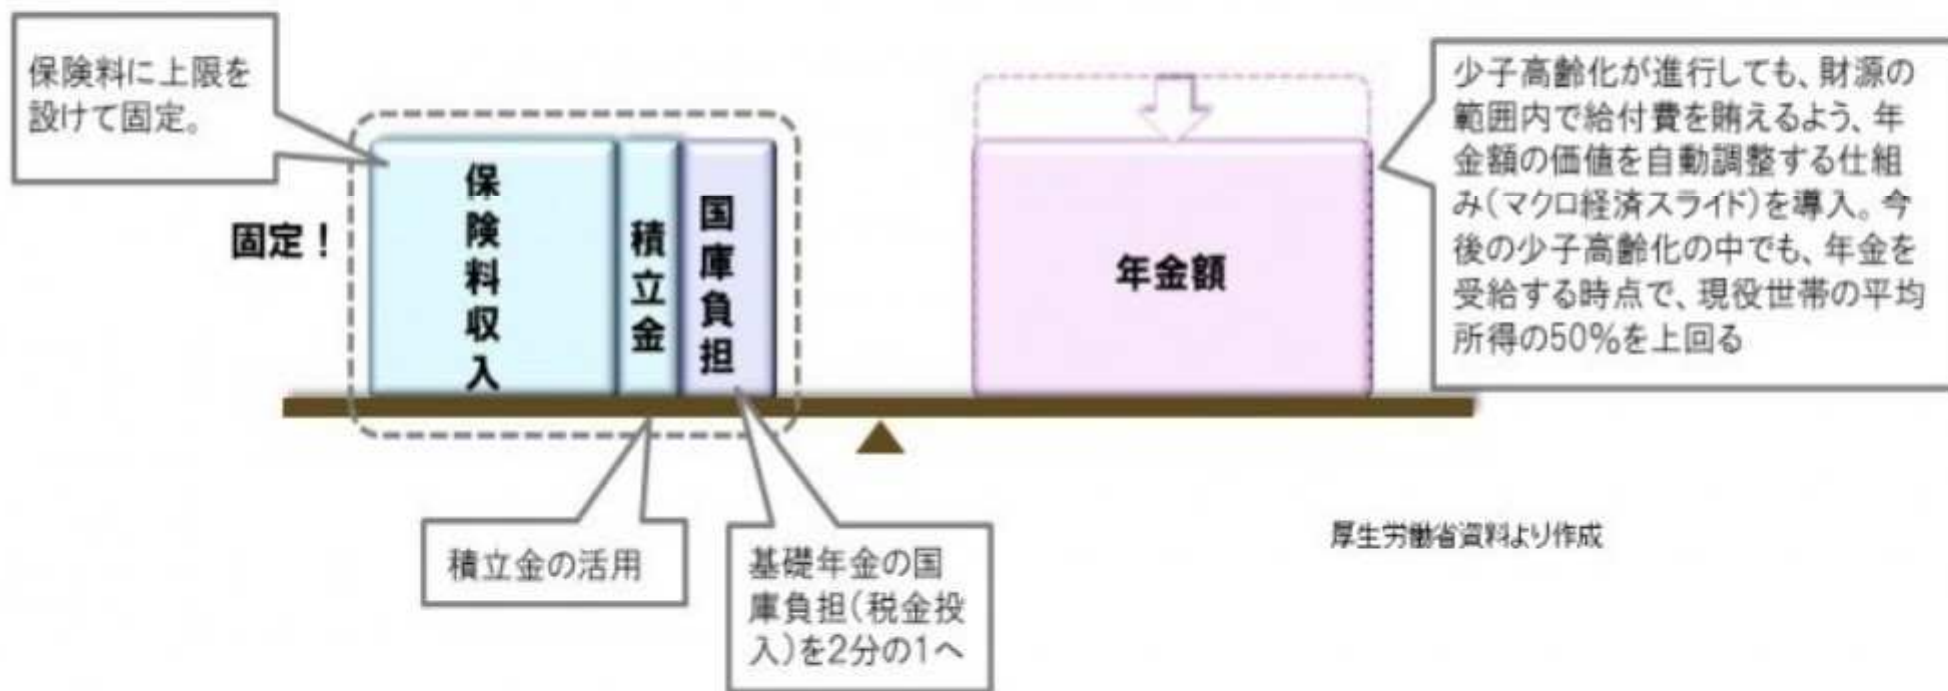 保険料に上限を
設けて固定。
固定！
保険料収入
積立金
国庫負担
年金額
少子高齢化が進行しても、財源の
範囲内で給付費を賄えるよう、年
金額の価値を自動調整する仕組
み（マクロ経済スライド）を導入。今
後の少子高齢化の中でも、年金を
受給する時点で、現役世帯の平均
所得の50％を上回る
積立金の活用
基礎年金の国
庫負担（税金投
入）を2分の1へ
厚生労働省資料より作成